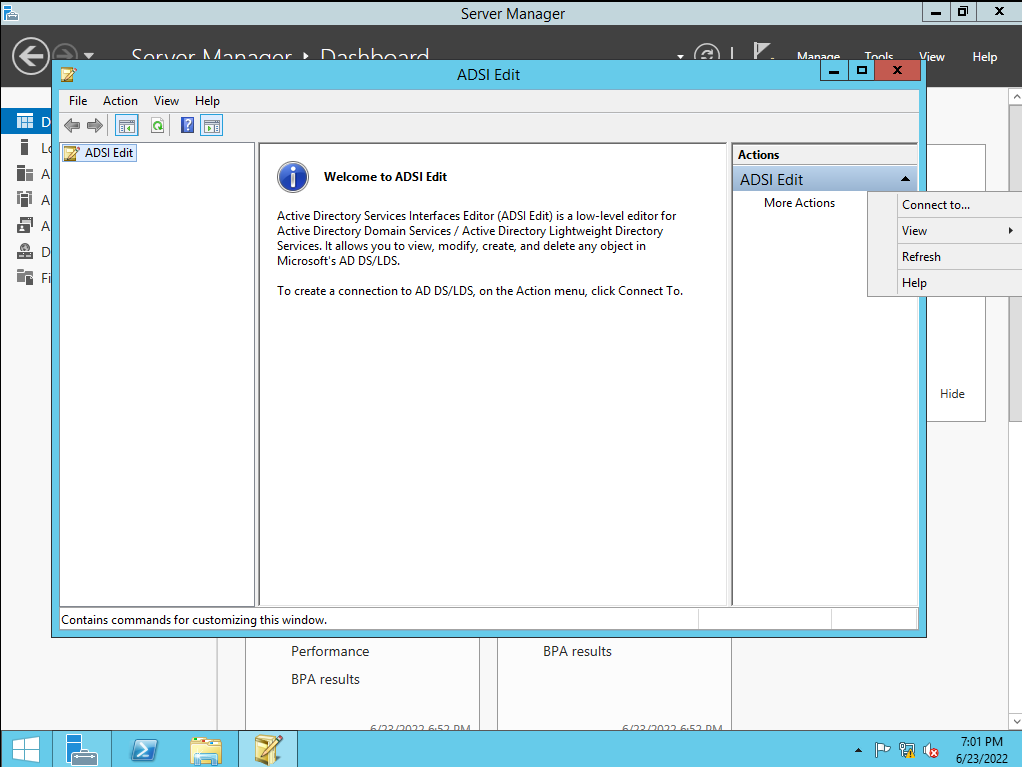 Server Manager
Server Manager Dashboard
Manage Tools View Help
ADSI Edit
File Action View Help
ADSI Edit
Welcome to ADSI Edit
Active Directory Services Interfaces Editor (ADSI Edit) is a low-level editor for
Active Directory Domain Services / Active Directory Lightweight Directory
Services. It allows you to view, modify, create, and delete any object in
Microsoft's AD DS/LDS.
To create a connection to AD DS/LDS, on the Action menu, click Connect To.
Actions
ADSI Edit
More Actions
Connect to...
View
Refresh
Help
D
Lo
A
A
A
D
Fi
Hide
Contains commands for customizing this window.
Performance
BPA results
6/23/2022 6:52 PM
BPA results
6/23/2022 6:52 PM
7:01 PM
6/23/2022